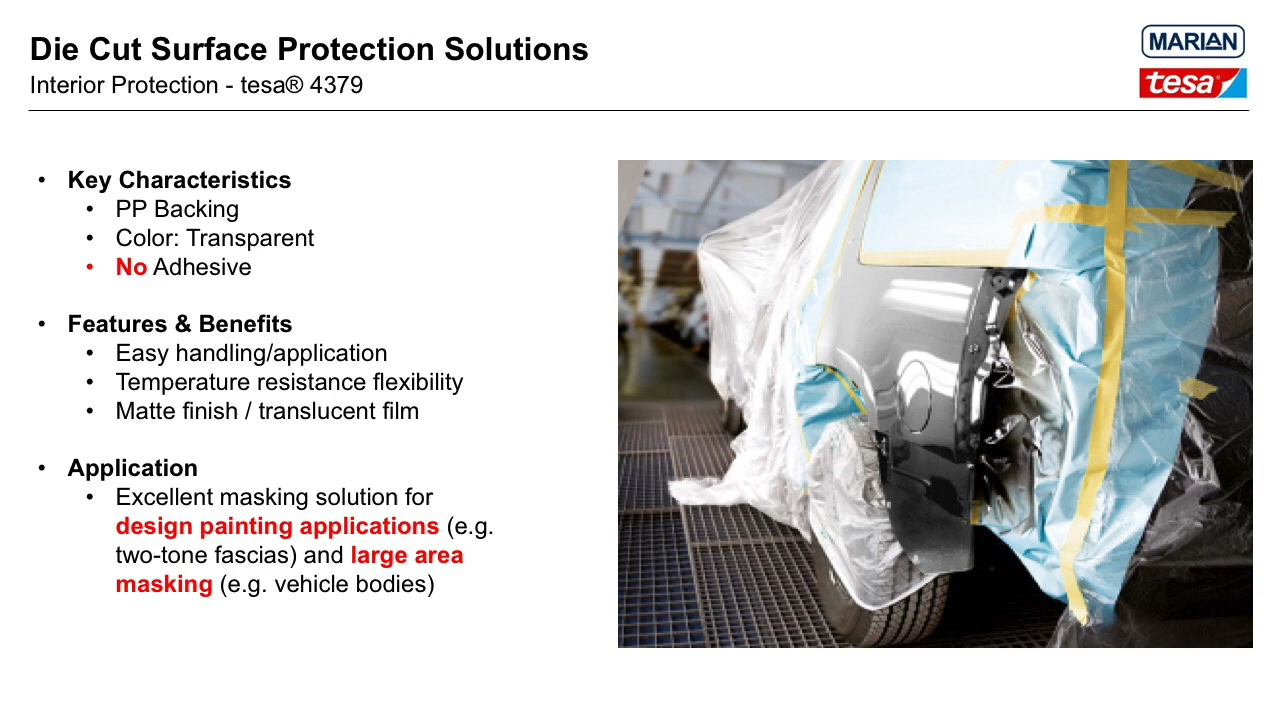 Die Cut Surface Protection Solutions
Interior Protection - tesa® 4379
MARIAN
tesa®
• Key Characteristics
• PP Backing
• Color: Transparent
• No Adhesive
• Features & Benefits
• Easy handling/application
• Temperature resistance flexibility
• Matte finish / translucent film
• Application
• Excellent masking solution for
design painting applications (e.g.
two-tone fascias) and large area
masking (e.g. vehicle bodies)